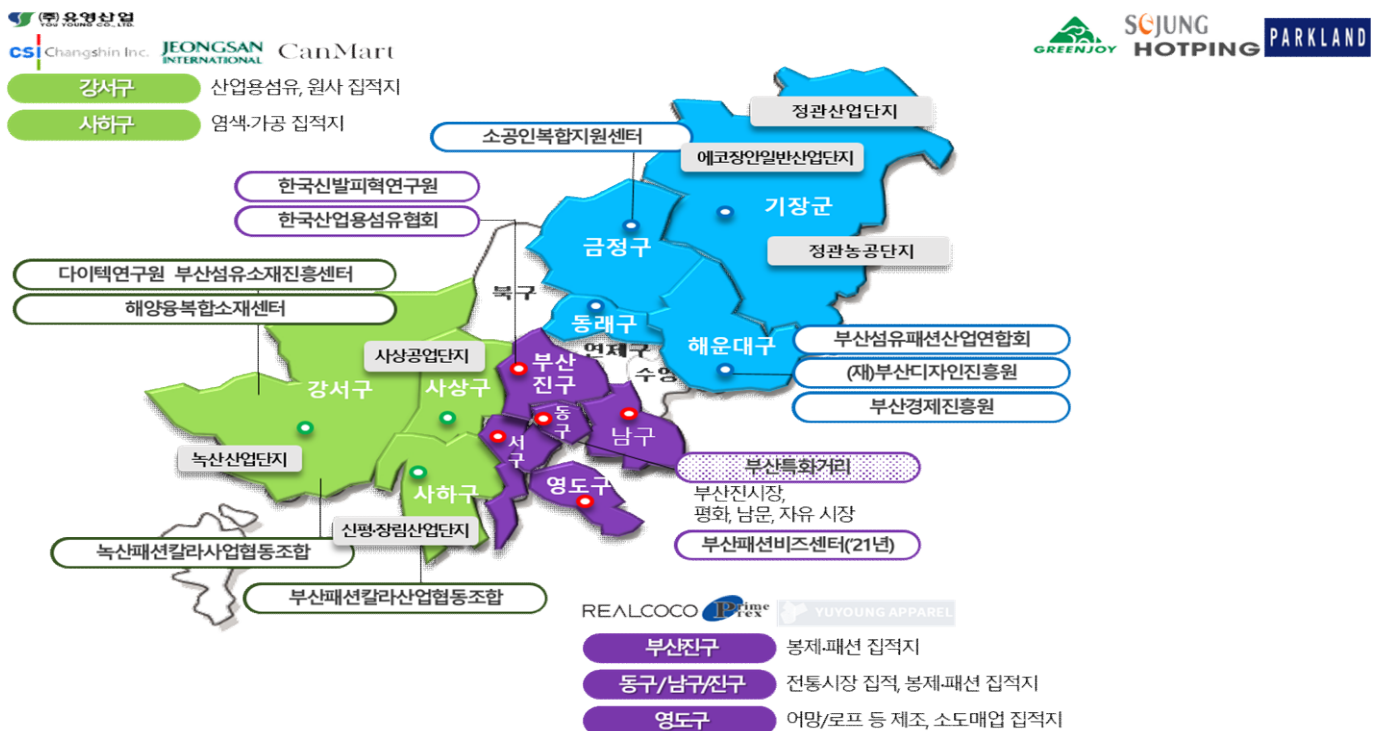 (주)유영산업
YOU YOUNG CO., LTD.
csi Changshin Inc.
JEONGSAN
INTERNATIONAL
CanMart
GREENJOY
SEJUNG
HOTPING
PARKLAND
강서구 산업용섬유, 원사 집적지
사하구 염색·가공 집적지
소공인복합지원센터
정관산업단지
에코장안일반산업단지
한국신발피혁연구원
한국산업용섬유협회
기장군
금정구
정관농공단지
다이텍연구원 부산섬유소재진흥센터
해양융복합소재센터
북구
동래구
연제구
수영
해운대구
부산섬유패션산업연합회
(재)부산디자인진흥원
부산경제진흥원
사상공업단지
부산
진구
강서구
사상구
동구
서구
남구
녹산산업단지
사하구
영도구
부산특화거리
부산진시장,
평화, 남문, 자유 시장
부산패션비즈센터('21년)
신평·장림산업단지
녹산패션칼라사업협동조합
부산패션칼라산업협동조합
REALCOCO
Prime
rex
YUYOUNG APPAREL
부산진구 봉제·패션 집적지
동구/남구/진구 전통시장 집적, 봉제·패션 집적지
영도구 어망/로프 등 제조, 소도매업 집적지